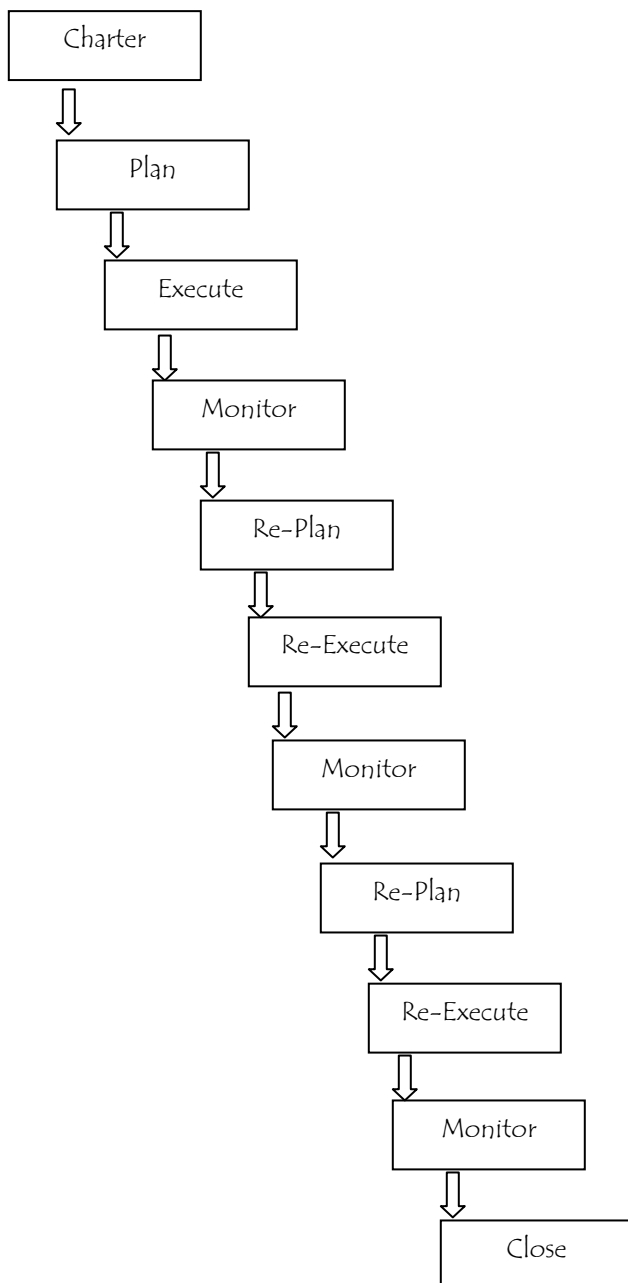 Charter
Plan
Execute
Monitor
Re-Plan
Re-Execute
Monitor
Re-Plan
Re-Execute
Monitor
Close